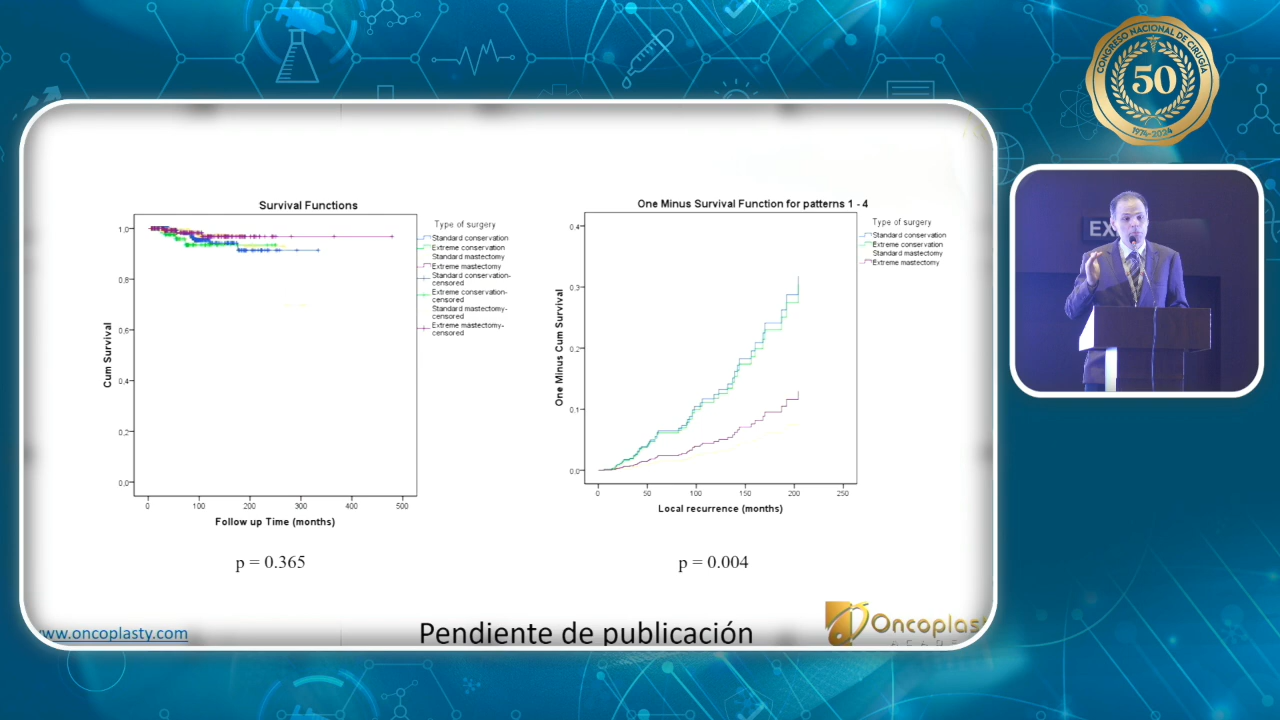 CONGRESO NACIONAL DE CIRUGÍA
50
1974-2024
EX
Survival Functions
Cum Survival
1,0
0,8
0,6
0,4
0,2
0,0
0
100
200
300
400
500
Follow up Time (months)
Type of surgery
Standard conservation
Extreme conservation
Standard mastectomy
Extreme mastectomy
Standard conservation-
censored
Extreme conservation-
censored
Standard mastectomy-
censored
Extreme mastectomy-
censored
p = 0.365
One Minus Survival Function for patterns 1 - 4
One Minus Cum Survival
0,4
0,3
0,2
0,1
0,0
0
50
100
150
200
250
Local recurrence (months)
Type of surgery
Standard conservation
Extreme conservation
Standard mastectomy
Extreme mastectomy
p = 0.004
ww.oncoplasty.com
Pendiente de publicación
Oncoplas